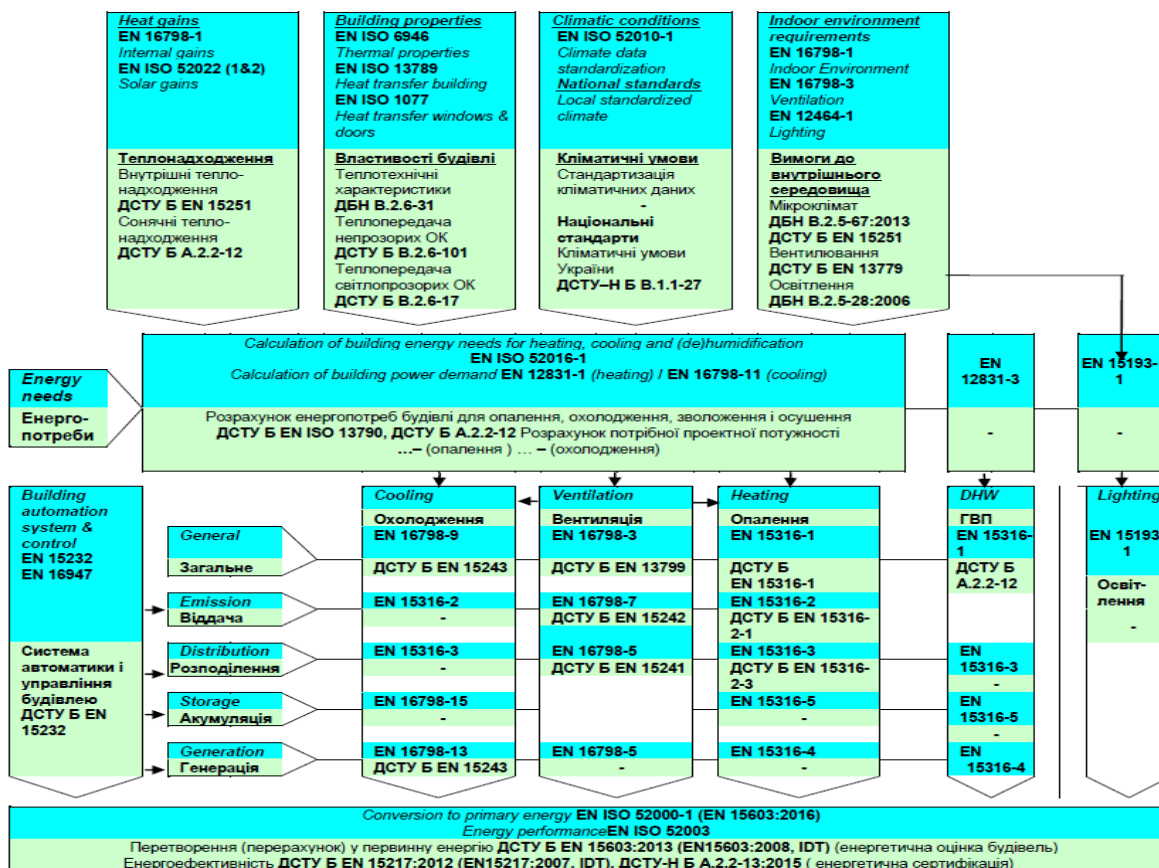 Heat gains
EN 16798-1
Internal gains
EN ISO 52022 (1&2)
Solar gains
Теплонадходження
Внутрішні тепло-
надходження
ДСТУ Б EN 15251
Сонячні тепло-
надходження
ДСТУ Б А.2.2-12
Building properties
EN ISO 6946
Thermal properties
EN ISO 13789
Heat transfer building
EN ISO 1077
Heat transfer windows &
doors
Властивості будівлі
Теплотехнічні
характеристики
ДБН В.2.6-31
Теплопередача
непрозорих ОК
ДСТУ Б В.2.6-101
Теплопередача
світлопрозорих ОК
ДСТУ Б В.2.6-17
Climatic conditions
EN ISO 52010-1
Climate data
standardization
National standards
Local standardized
climate
Кліматичні умови
Стандартизація
кліматичних даних
-
Національні
стандарти
Кліматичні умови
України
ДСТУ–Н Б В.1.1-27
Indoor environment
requirements
EN 16798-1
Indoor Environment
EN 16798-3
Ventilation
EN 12464-1
Lighting
Вимоги до
внутрішнього
середовища
Мікроклімат
ДБН В.2.5-67:2013
ДСТУ Б EN 15251
Вентилювання
ДСТУ Б EN 13779
Освітлення
ДБН В.2.5-28:2006
Energy
needs
Енерго-
потреби
Calculation of building energy needs for heating, cooling and (de)humidification
EN ISO 52016-1
Calculation of building power demand EN 12831-1 (heating) / EN 16798-11 (cooling)
Розрахунок енергопотреб будівлі для опалення, охолодження, зволоження і осушення
ДСТУ Б EN ISO 13790, ДСТУ Б А.2.2-12 Розрахунок потрібної проектної потужності
...– (опалення ) ... – (охолодження)
EN
12831-3
-
EN 15193-
1
-
Building
automation
system &
control
EN 15232
EN 16947
Система
автоматики і
управління
будівлею
ДСТУ Б EN
15232
General
Загальне
Emission
Віддача
Distribution
Розподілення
Storage
Акумуляція
Generation
Генерація
Cooling
Охолодження
EN 16798-9
ДСТУ Б EN 15243
EN 15316-2
-
EN 15316-3
-
EN 16798-15
-
EN 16798-13
ДСТУ Б EN 15243
Ventilation
Вентиляція
EN 16798-3
ДСТУ Б EN 13799
EN 16798-7
ДСТУ Б EN 15242
EN 16798-5
ДСТУ Б EN 15241
EN 16798-5
-
Heating
Опалення
EN 15316-1
ДСТУ Б
EN 15316-1
EN 15316-2
ДСТУ Б EN 15316-
2-1
EN 15316-3
ДСТУ Б EN 15316-
2-3
EN 15316-5
-
EN 15316-4
-
DHW
ГВП
EN 15316-
1
ДСТУ Б
А.2.2-12
EN
15316-3
-
EN
15316-5
-
EN
15316-4
Lighting
EN 15193-
1
Освіт-
лення
-
Conversion to primary energy EN ISO 52000-1 (EN 15603:2016)
Energy performanceEN ISO 52003
Перетворення (перерахунок) у первинну енергію ДСТУ Б EN 15603:2013 (EN15603:2008, IDT) (енергетична оцінка будівель)
Енергоефективність ДСТУ Б EN 15217:2012 (EN15217:2007, IDT), ДСТУ-Н Б А.2.2-13:2015 ( енергетична сертифікація)